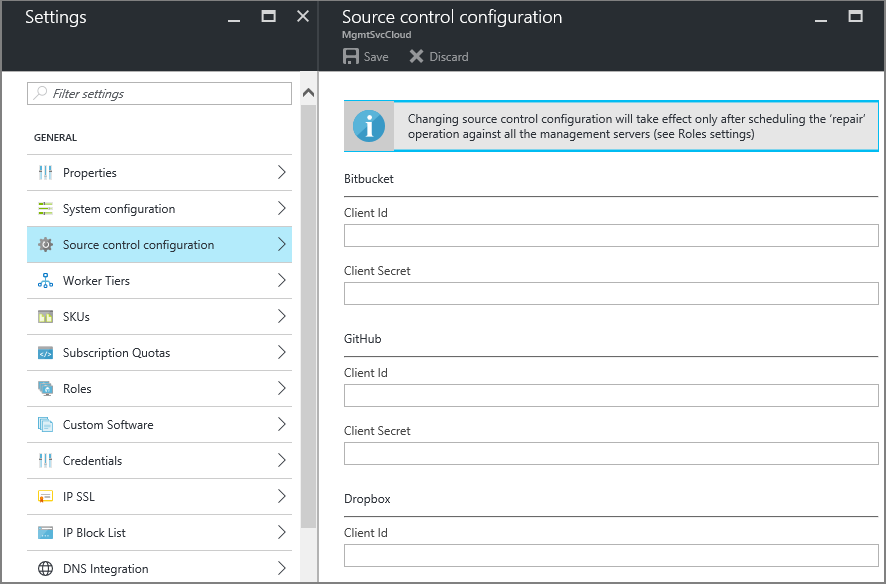 Settings
Filter settings
GENERAL
Properties
System configuration
Source control configuration
Worker Tiers
SKUs
Subscription Quotas
Roles
Custom Software
Credentials
IP SSL
IP Block List
DNS Integration
Source control configuration
MgmtSvcCloud
Save Discard
Changing source control configuration will take effect only after scheduling the ‘repair’
operation against all the management servers (see Roles settings)
Bitbucket
Client Id
Client Secret
GitHub
Client Id
Client Secret
Dropbox
Client Id